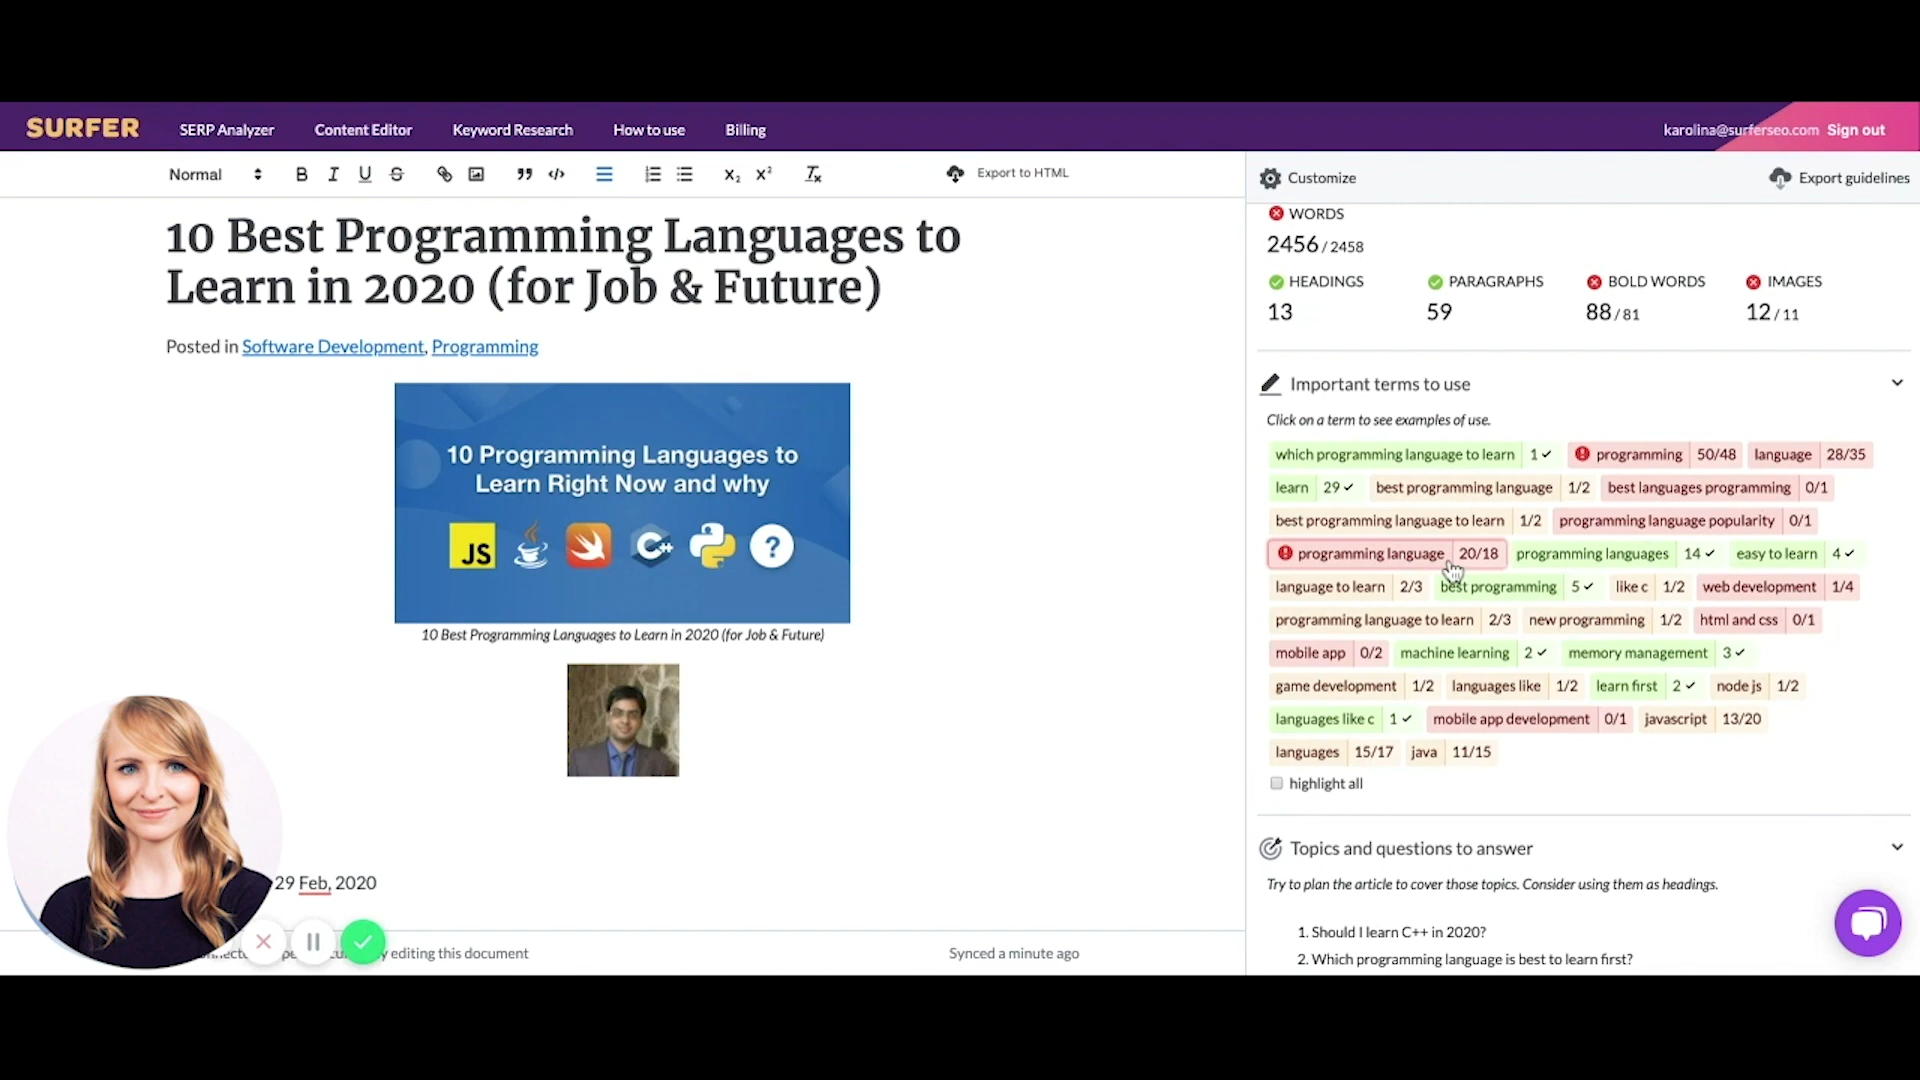 SURFER SERP Analyzer Content Editor Keyword Research How to use Billing karolina@surferseo.com Sign out
Normal B I U S x₂ x² Tx Export to HTML
Customize Export guidelines
10 Best Programming Languages to
Learn in 2020 (for Job & Future)
Posted in Software Development, Programming
10 Programming Languages to
Learn Right Now and why
JS C++ ?
10 Best Programming Languages to Learn in 2020 (for Job & Future)
29 Feb, 2020
editing this document Synced a minute ago
WORDS
2456 / 2458
HEADINGS PARAGRAPHS BOLD WORDS IMAGES
13 59 88 / 81 12 / 11
Important terms to use
Click on a term to see examples of use.
which programming language to learn 1 programming 50/48 language 28/35
learn 29 best programming language 1/2 best languages programming 0/1
best programming language to learn 1/2 programming language popularity 0/1
programming language 20/18 programming languages 14 easy to learn 4
language to learn 2/3 best programming 5 like c 1/2 web development 1/4
programming language to learn 2/3 new programming 1/2 html and css 0/1
mobile app 0/2 machine learning 2 memory management 3
game development 1/2 languages like 1/2 learn first 2 node js 1/2
languages like c 1 mobile app development 0/1 javascript 13/20
languages 15/17 java 11/15
highlight all
Topics and questions to answer
Try to plan the article to cover those topics. Consider using them as headings.
1. Should I learn C++ in 2020?
2. Which programming language is best to learn first?